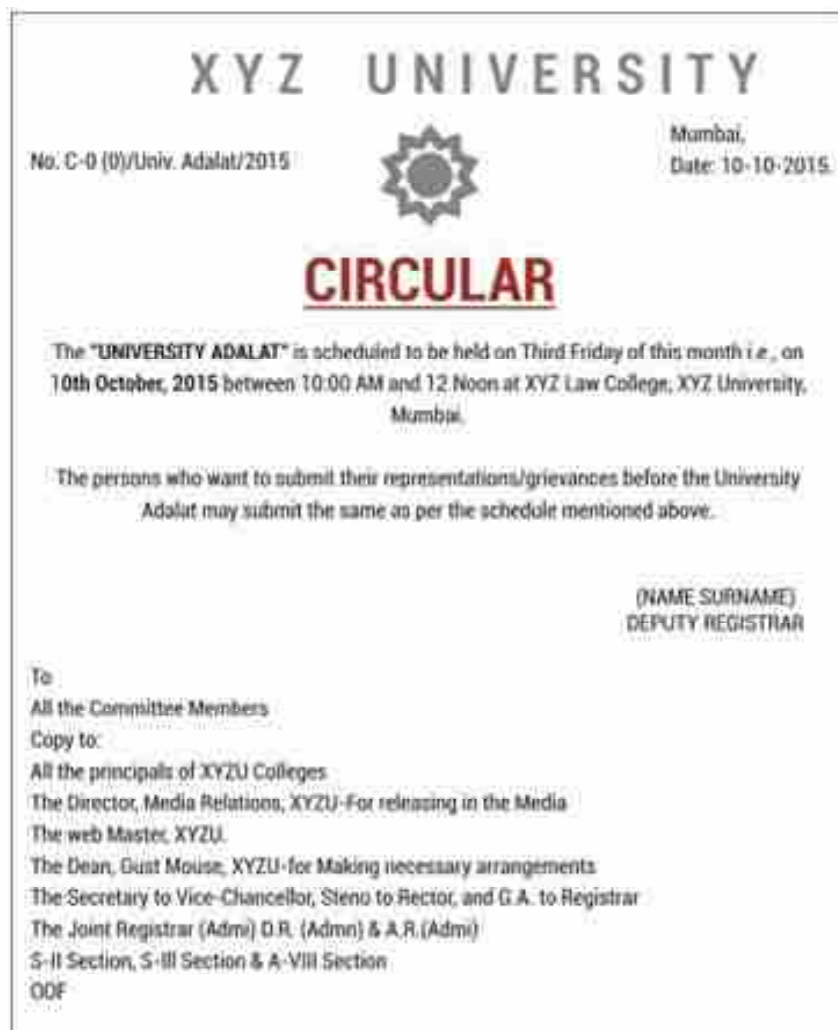 XYZ UNIVERSITY
No. C-0 (0)/Univ. Adalat/2015
Mumbai,
Date: 10-10-2015.
CIRCULAR
The "UNIVERSITY ADALAT" is scheduled to be held on Third Friday of this month i.e., on
10th October, 2015 between 10:00 AM and 12 Noon at XYZ Law College, XYZ University,
Mumbai.
The persons who want to submit their representations/grievances before the University
Adalat may submit the same as per the schedule mentioned above.
(NAME SURNAME)
DEPUTY REGISTRAR
To
All the Committee Members
Copy to:
All the principals of XYZU Colleges
The Director, Media Relations, XYZU-For releasing in the Media
The web Master, XYZU.
The Dean, Gust Mouse, XYZU-for Making necessary arrangements
The Secretary to Vice-Chancellor, Steno to Rector, and G.A. to Registrar
The Joint Registrar (Admi) D.R. (Admn) & A.R.(Admi)
S-II Section, S-III Section & A-VIII Section
OOF